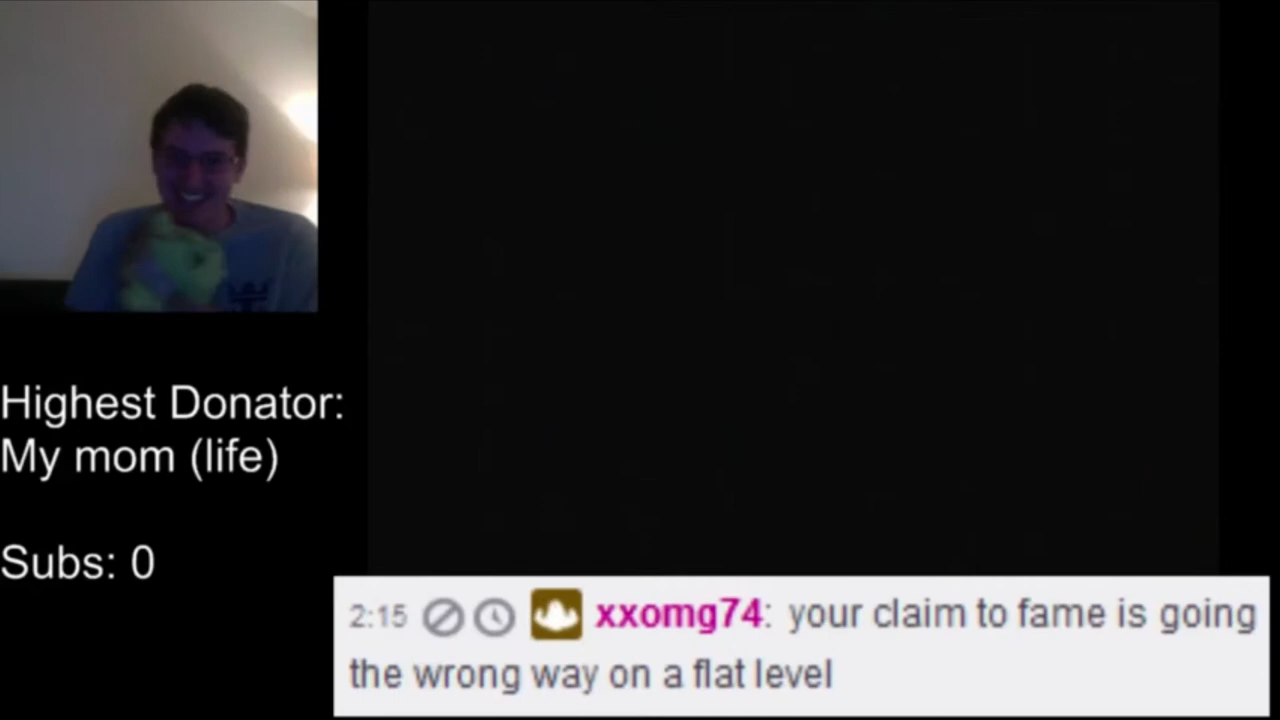 Highest Donator:
My mom (life)
Subs: 0
2:15 xxomg74: your claim to fame is going
the wrong way on a flat level